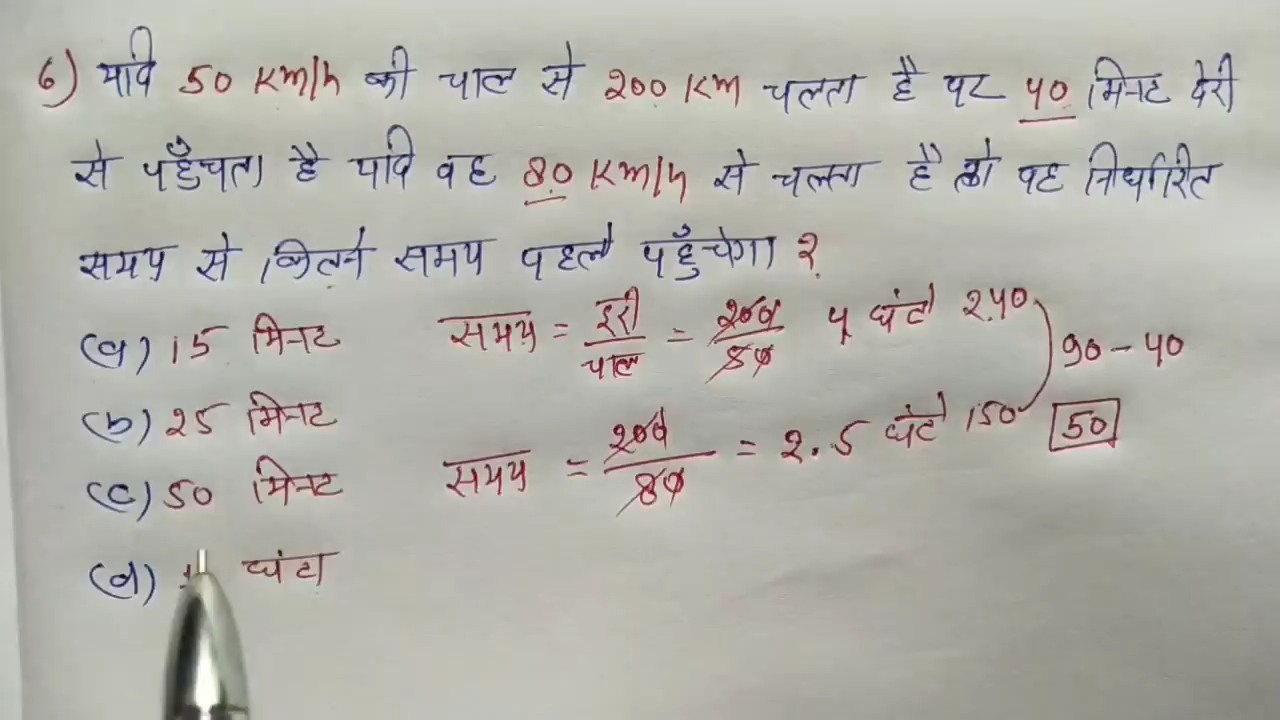 6) यदि 50 Km/h की चाल से 200 Km चलता है पर 40 मिनट देरी
से पहुँचता है यदि वह 80 Km/h से चलता है तो वह निर्धारित
समय से कितने समय पहले पहुँचेगा ?
(a) 15 मिनट
समय = दूरी/चाल = 200/50 4 घंटे 240
90 - 40
(b) 25 मिनट
समय = 200/80 = 2.5 घंटे 150
50
(c) 50 मिनट
(d) घंटा